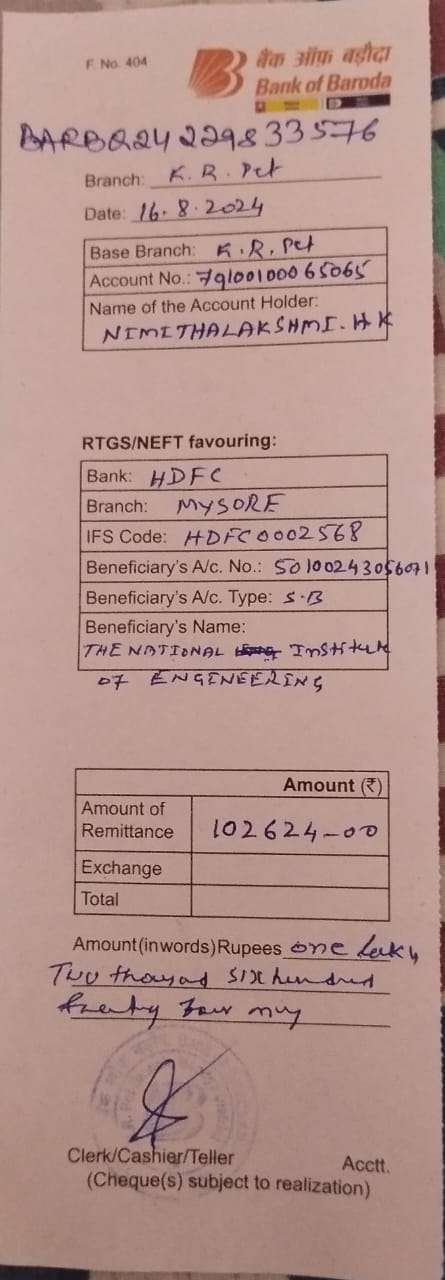 F. No. 404
बैंक ऑफ़ बड़ौदा
Bank of Baroda
BARBQ24229833576
Branch: K.R. Pet
Date: 16.8.2024
Base Branch: K.R. Pet
Account No.: 79100100065065
Name of the Account Holder:
NIMITHALAKSHMI. H K
RTGS/NEFT favouring:
Bank: HDFC
Branch: MYSORE
IFS Code: HDFC0002568
Beneficiary's A/c. No.: 50100243056071
Beneficiary's A/c. Type: S.B
Beneficiary's Name:
THE NATIONAL Institute
OF ENGINEERING
Amount (₹)
Amount of
Remittance 102624-00
Exchange
Total
Amount(in words) Rupees one Lakh
Two thousand six hundred
twenty four only
Clerk/Cashier/Teller Acctt.
(Cheque(s) subject to realization)